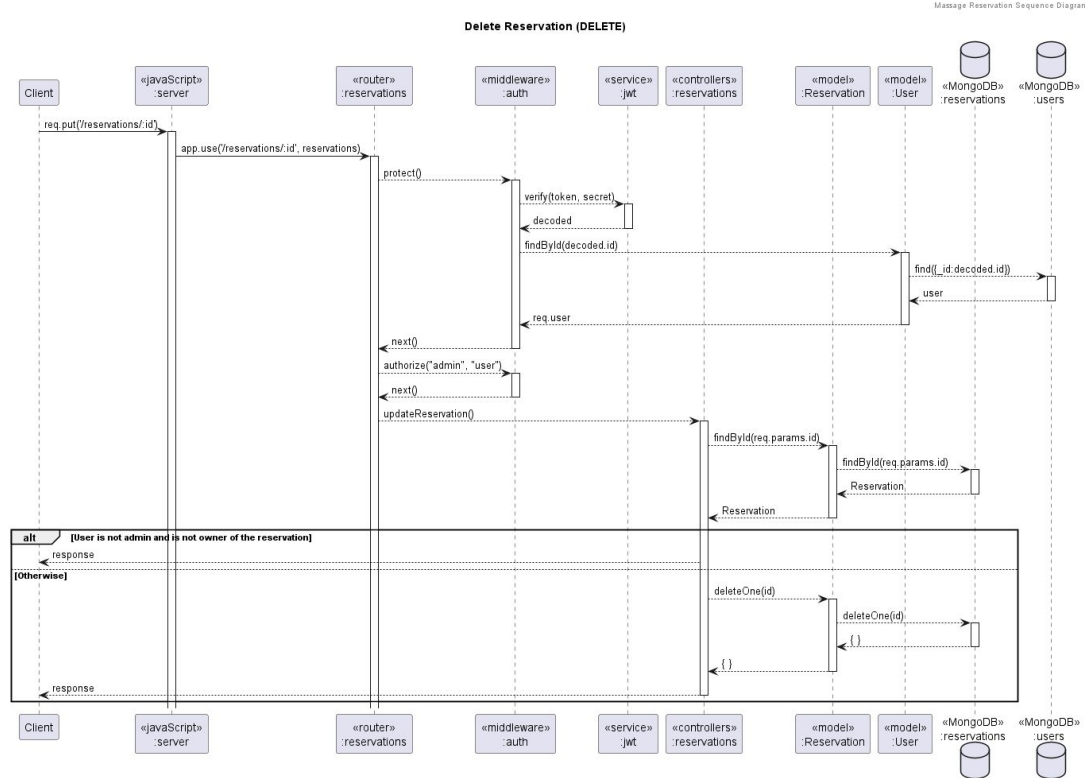 Massage Reservation Sequence Diagram
Delete Reservation (DELETE)
Client
«javaScript»
:server
«router»
:reservations
«middleware»
:auth
«service»
:jwt
«controllers»
:reservations
«model»
:Reservation
«model»
:User
«MongoDB»
:reservations
«MongoDB»
:users
req.put('/reservations/:id')
app.use('/reservations/:id', reservations)
protect()
verify(token, secret)
decoded
findById(decoded.id)
find({_id:decoded.id})
user
req.user
next()
authorize("admin", "user")
next()
updateReservation()
findById(req.params.id)
findById(req.params.id)
Reservation
Reservation
alt [User is not admin and is not owner of the reservation]
response
[Otherwise]
deleteOne(id)
deleteOne(id)
{ }
{ }
response
Client
«javaScript»
:server
«router»
:reservations
«middleware»
:auth
«service»
:jwt
«controllers»
:reservations
«model»
:Reservation
«model»
:User
«MongoDB»
:reservations
«MongoDB»
:users